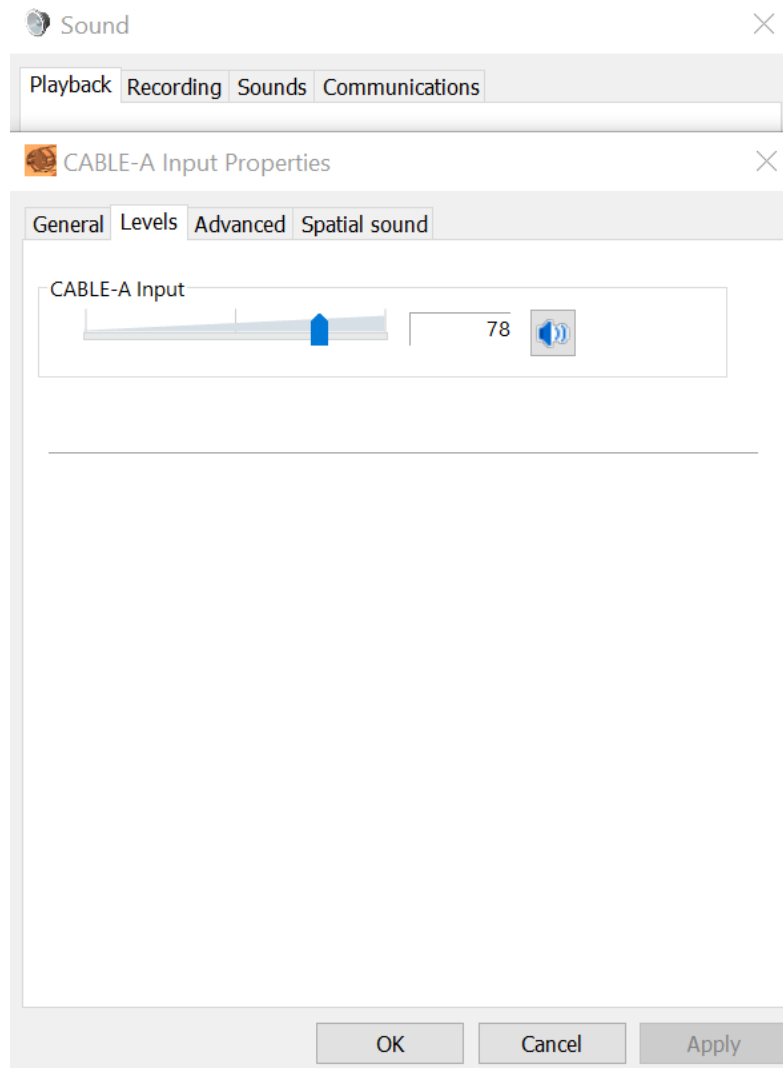 Sound
Playback Recording Sounds Communications
CABLE-A Input Properties
General Levels Advanced Spatial sound
CABLE-A Input
78
OK Cancel Apply